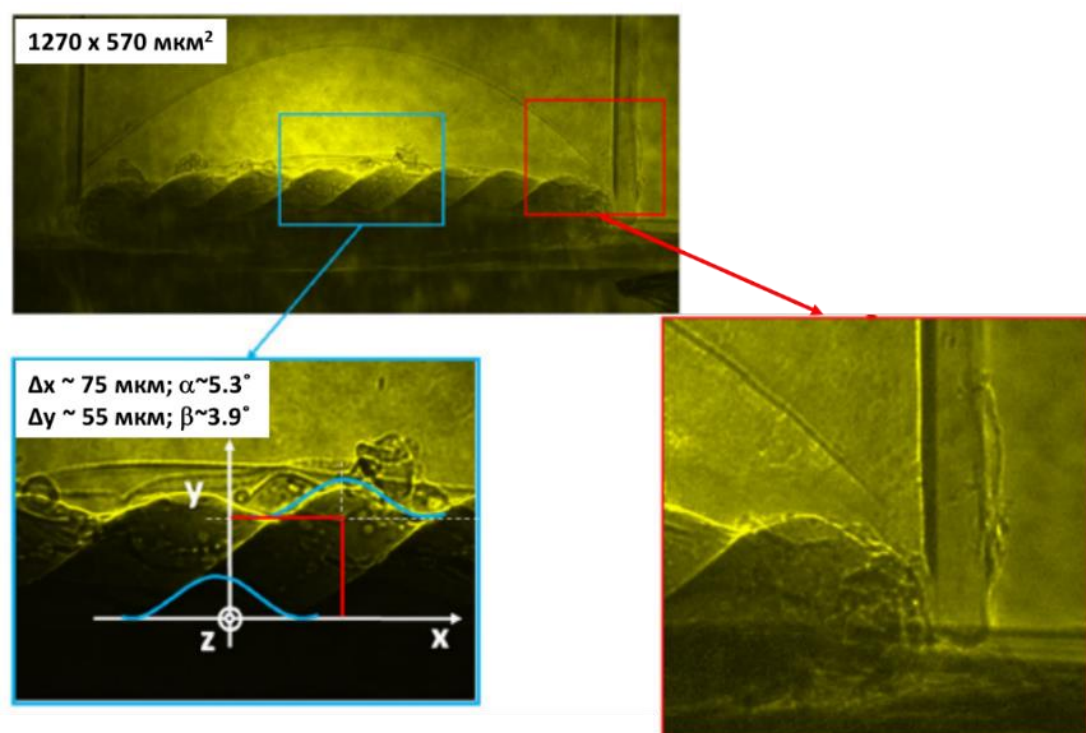 1270 x 570 мкм²
Δx ~ 75 мкм; α~5.3˚
Δy ~ 55 мкм; β~3.9˚
y
z
x